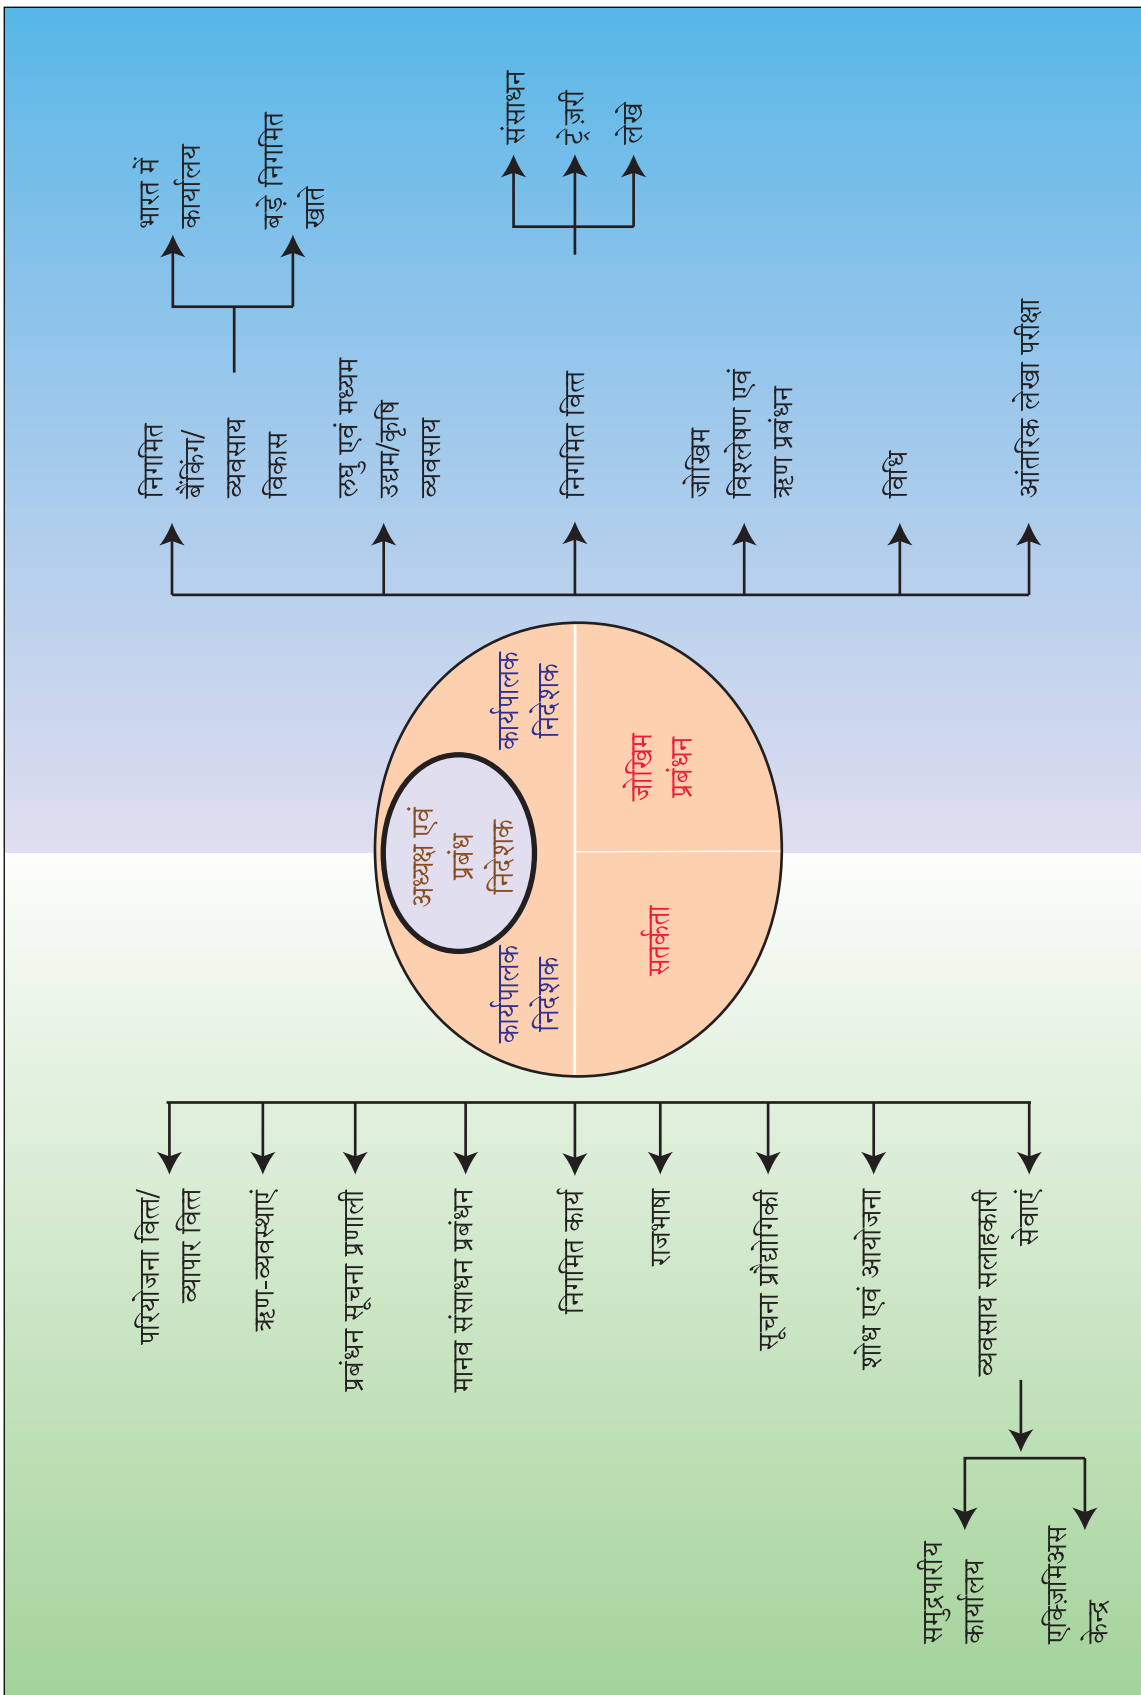 अध्यक्ष एवं
प्रबंध
निदेशक
कार्यपालक
निदेशक
कार्यपालक
निदेशक
सतर्कता
जोखिम
प्रबंधन
परियोजना वित्त/
व्यापार वित्त
ऋण-व्यवस्थाएं
प्रबंधन सूचना प्रणाली
मानव संसाधन प्रबंधन
निगमित कार्य
राजभाषा
सूचना प्रौद्योगिकी
शोध एवं आयोजना
व्यवसाय सलाहकारी
सेवाएं
समुद्रपारीय
कार्यालय
एक्ज़िमिअस
केन्द्र
निगमित
बैंकिंग/
व्यवसाय
विकास
भारत में
कार्यालय
बड़े निगमित
खाते
लघु एवं मध्यम
उद्यम/कृषि
व्यवसाय
निगमित वित्त
संसाधन
ट्रेज़री
लेखे
जोखिम
विश्लेषण एवं
ऋण प्रबंधन
विधि
आंतरिक लेखा परीक्षा